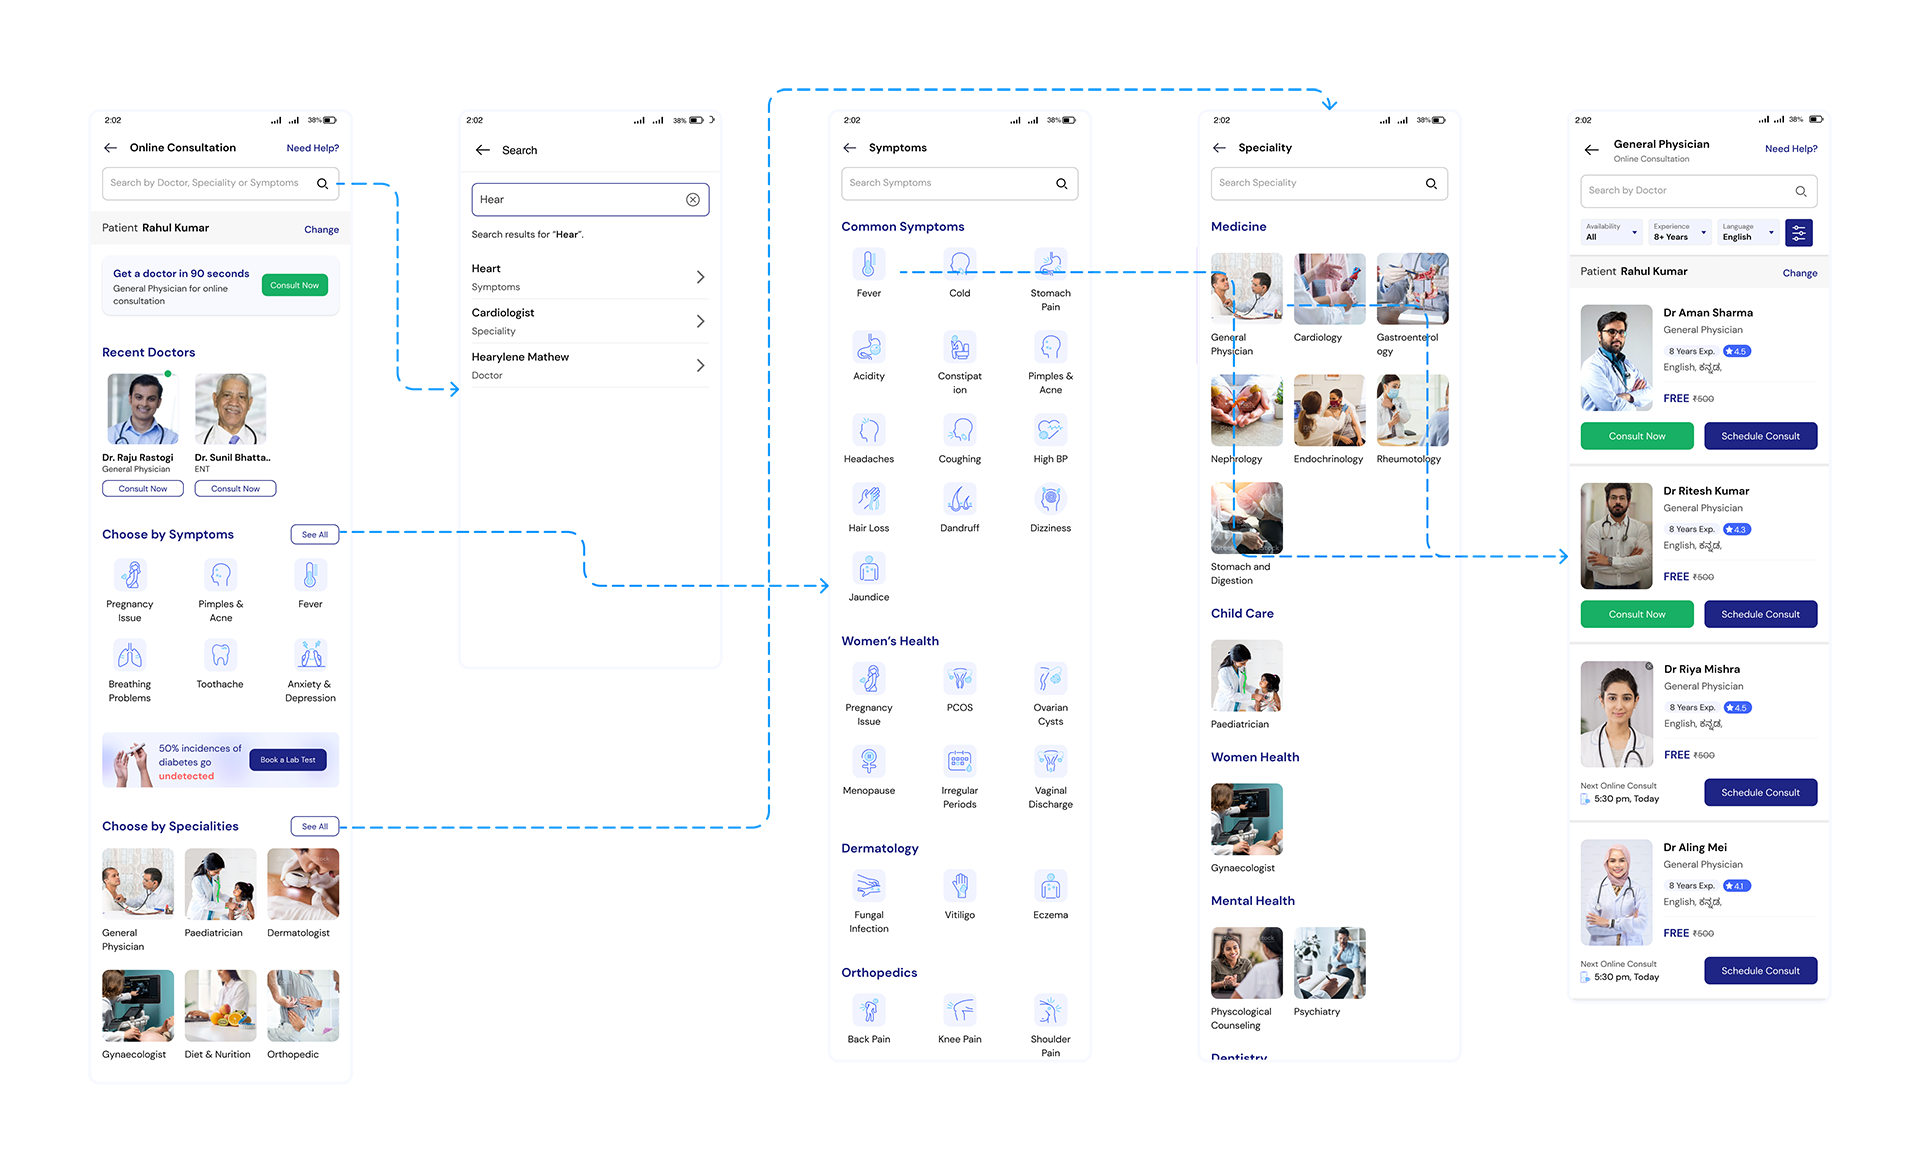 2:02
38%
Online Consultation
Need Help?
Search by Doctor, Speciality or Symptoms
Patient Rahul Kumar
Change
Get a doctor in 90 seconds
General Physician for online
consultation
Consult Now
Recent Doctors
Dr. Raju Rastogi
General Physician
Consult Now
Dr. Sunil Bhatta..
ENT
Consult Now
Choose by Symptoms
See All
Pregnancy
Issue
Pimples &
Acne
Fever
Breathing
Problems
Toothache
Anxiety &
Depression
50% incidences of
diabetes go
undetected
Book a Lab Test
Choose by Specialities
See All
General
Physician
Paediatrician
Dermatologist
Gynaecologist
Diet & Nurition
Orthopedic
2:02
38%
Search
Hear
Search results for “Hear”.
Heart
Symptoms
Cardiologist
Speciality
Hearylene Mathew
Doctor
2:02
38%
Symptoms
Search Symptoms
Common Symptoms
Fever
Cold
Stomach
Pain
Acidity
Constipat
ion
Pimples &
Acne
Headaches
Coughing
High BP
Hair Loss
Dandruff
Dizziness
Jaundice
Women’s Health
Pregnancy
Issue
PCOS
Ovarian
Cysts
Menopause
Irregular
Periods
Vaginal
Discharge
Dermatology
Fungal
Infection
Vitiligo
Eczema
Orthopedics
Back Pain
Knee Pain
Shoulder
Pain
2:02
38%
Speciality
Search Speciality
Medicine
General
Physician
Cardiology
Gastroenterol
ogy
Nephrology
Endocrinology
Rheumotology
Stomach and
Digestion
Child Care
Paediatrician
Women Health
Gynaecologist
Mental Health
Physcological
Counseling
Psychiatry
Dentistry
2:02
38%
General Physician
Online Consultation
Need Help?
Search by Doctor
Availability
All
Experience
8+ Years
Language
English
Patient Rahul Kumar
Change
Dr Aman Sharma
General Physician
8 Years Exp.
4.5
English, ಕನ್ನಡ,
FREE ₹500
Consult Now
Schedule Consult
Dr Ritesh Kumar
General Physician
8 Years Exp.
4.3
English, ಕನ್ನಡ,
FREE ₹500
Consult Now
Schedule Consult
Dr Riya Mishra
General Physician
8 Years Exp.
4.5
English, ಕನ್ನಡ,
FREE ₹500
Next Online Consult
5:30 pm, Today
Schedule Consult
Dr Aling Mei
General Physician
8 Years Exp.
4.1
English, ಕನ್ನಡ,
FREE ₹500
Next Online Consult
5:30 pm, Today
Schedule Consult